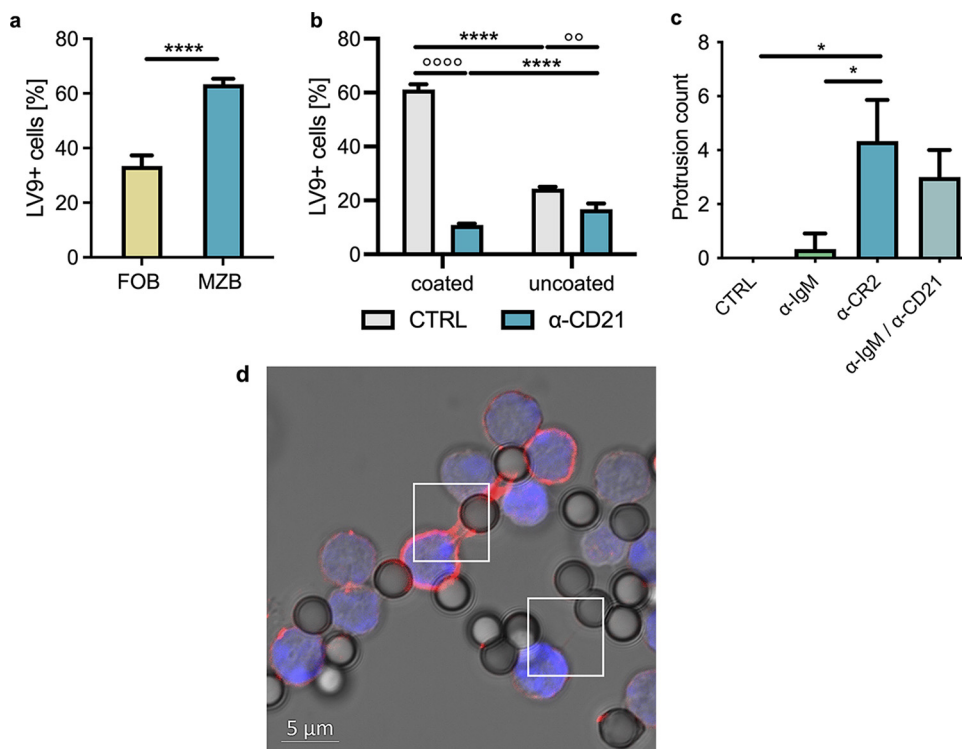 a
LV9+ cells [%]
80
60
40
20
0
****
FOB
MZB
b
LV9+ cells [%]
80
60
40
20
0
****
°°
°°°°
****
coated
uncoated
CTRL
α-CD21
c
Protrusion count
8
6
4
2
0
*
*
CTRL
α-IgM
α-CR2
α-IgM / α-CD21
d
5 µm